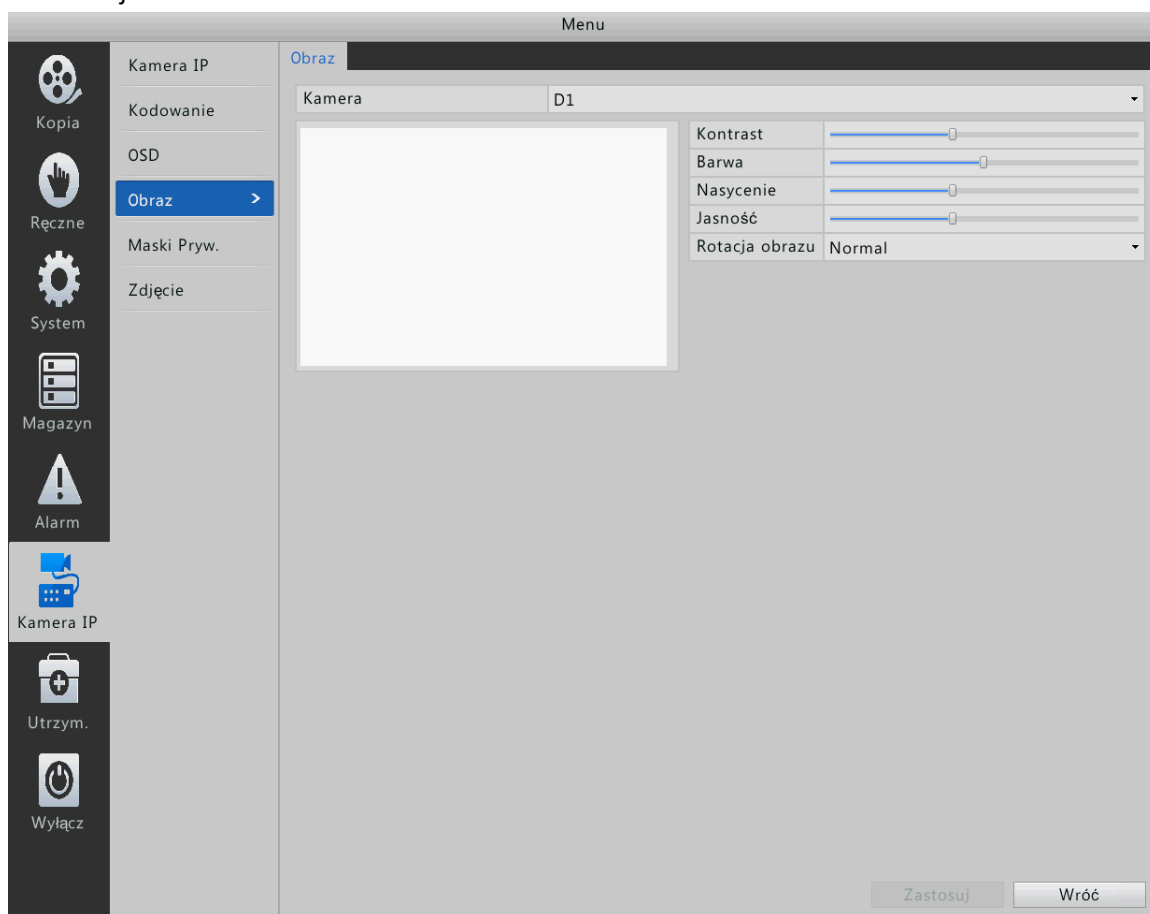 Menu
Kopia
Ręczne
System
Magazyn
Alarm
Kamera IP
Utrzym.
Wyłącz
Kamera IP
Kodowanie
OSD
Obraz >
Maski Pryw.
Zdjęcie
Obraz
Kamera D1
Kontrast
Barwa
Nasycenie
Jasność
Rotacja obrazu Normal
Zastosuj Wróć